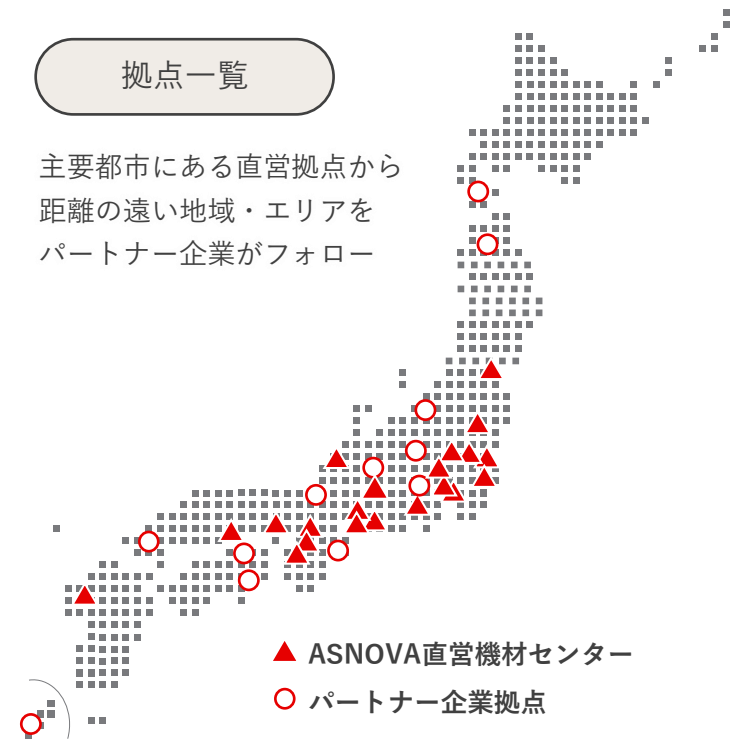 拠点一覧
主要都市にある直営拠点から
距離の遠い地域・エリアを
パートナー企業がフォロー
ASNOVA直営機材センター
パートナー企業拠点